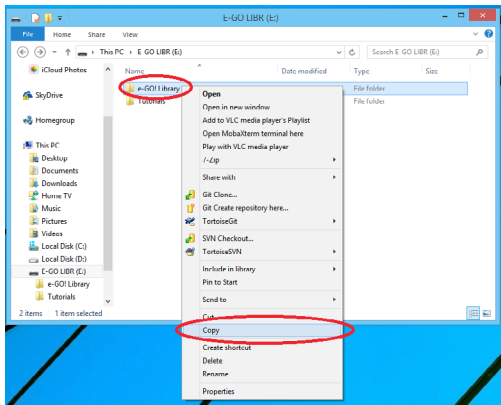 E-GO LIBR (E:)
File Home Share View
This PC E GO LIBR (E:) Search E GO LIBR (E:)
iCloud Photos
SkyDrive
Homegroup
This PC
Desktop
Documents
Downloads
Home TV
Music
Pictures
Videos
Local Disk (C:)
Local Disk (D:)
E-GO LIBR (E:)
e-GO! Library
Tutorials
Name Date modified Type Size
e-GO! Library File folder
Tutorials File folder
Open
Open in new window
Add to VLC media player's Playlist
Open MobaXterm terminal here
Play with VLC media player
7-Zip
Share with
Git Clone...
Git Create repository here...
TortoiseGit
SVN Checkout...
TortoiseSVN
Include in library
Pin to Start
Send to
Cut
Copy
Create shortcut
Delete
Rename
Properties
2 items 1 item selected